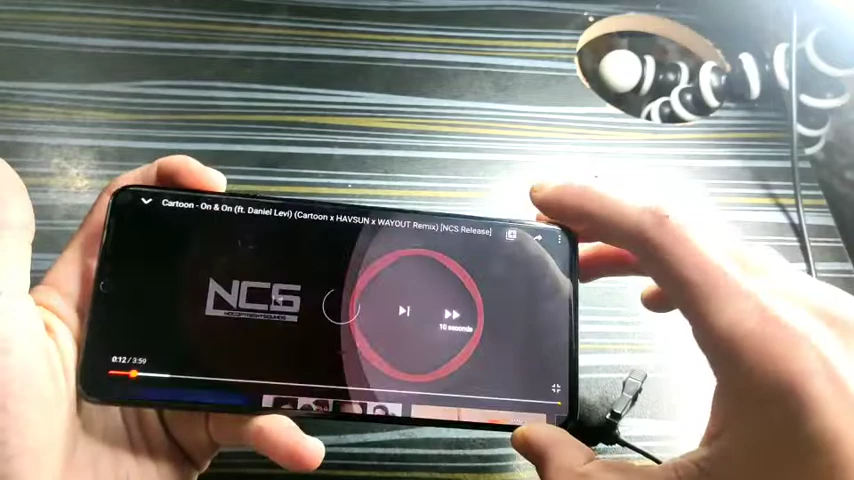 Cartoon - On & On (ft. Daniel Levi) (Cartoon x HAVSUN x WAYOUT Remix) [NCS Release]
NCS
NOCOPYRIGHTSOUNDS
10 seconds
0:12 / 3:59